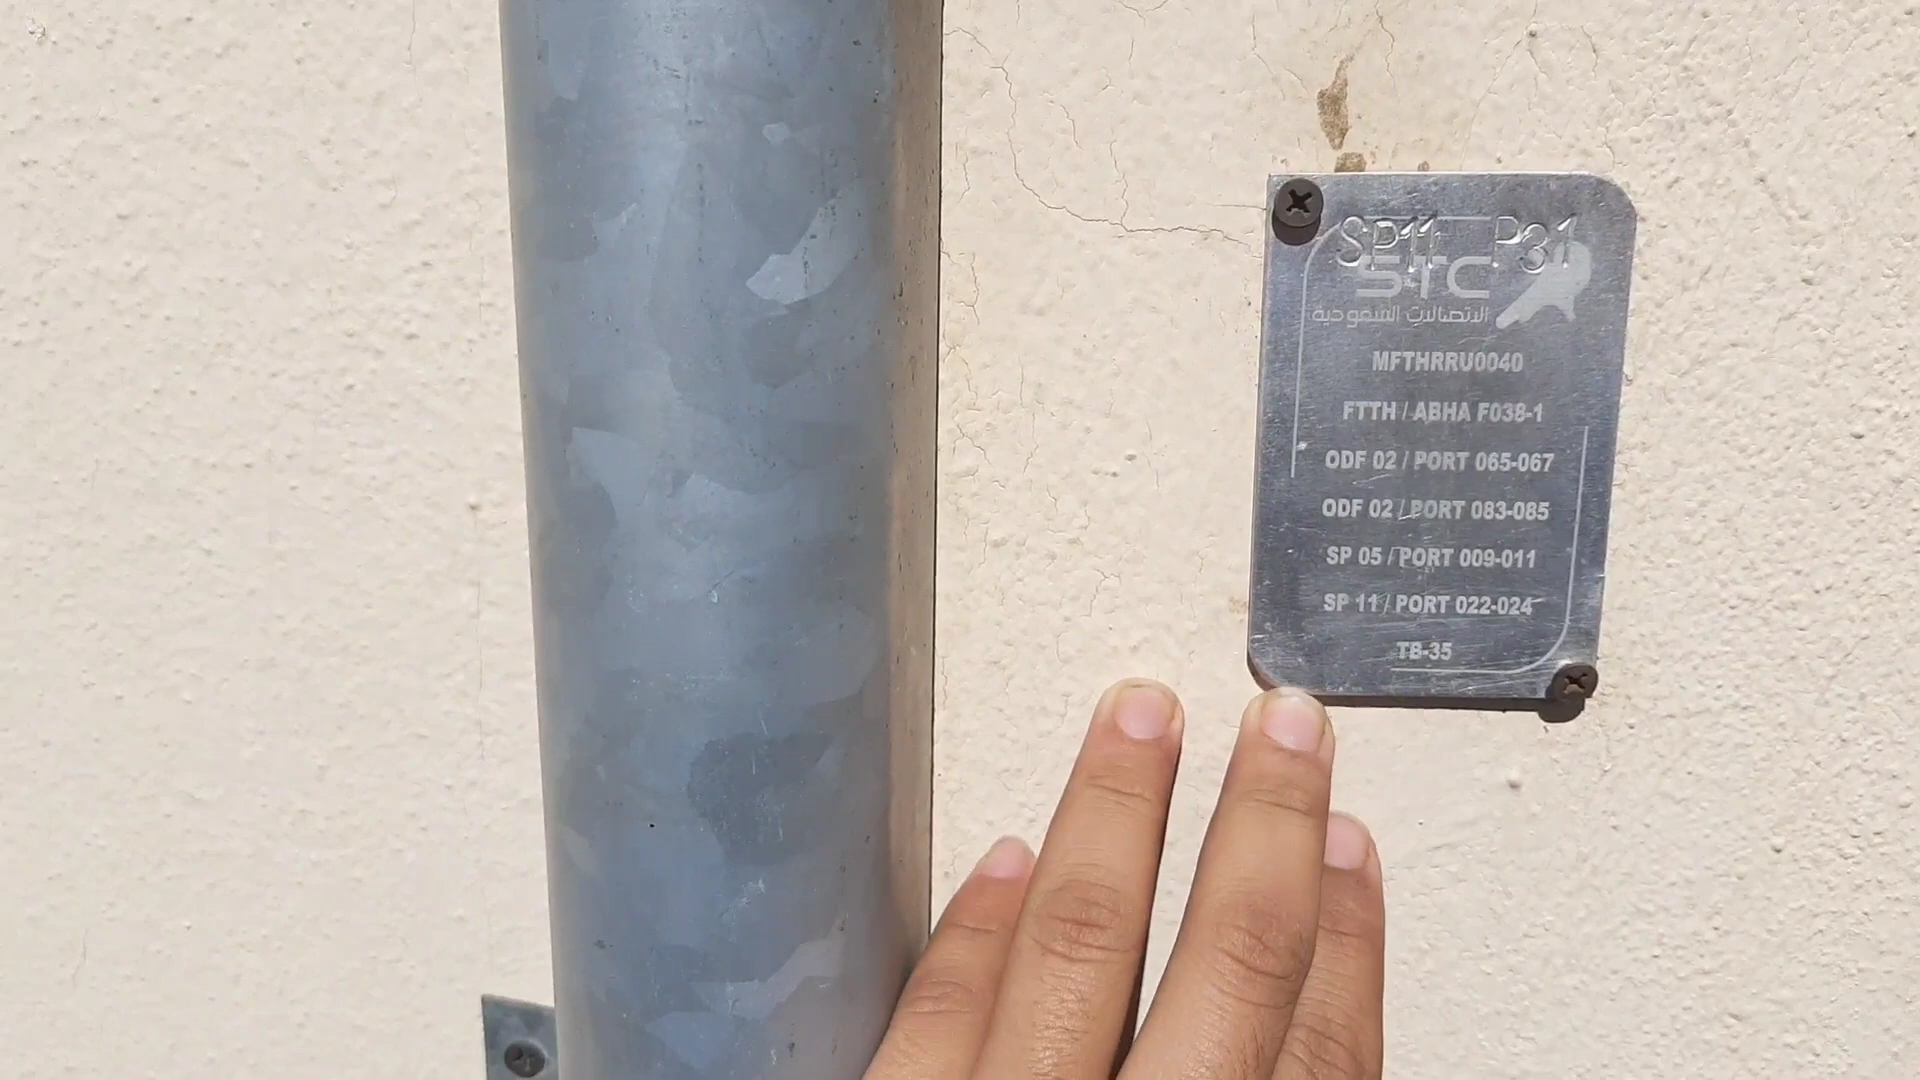 SP11 P31
STC
الاتصالات السعودية
MFTHRRU0040
FTTH / ABHA F038-1
ODF 02 / PORT 065-067
ODF 02 / PORT 083-085
SP 05 / PORT 009-011
SP 11 / PORT 022-024
TB-35